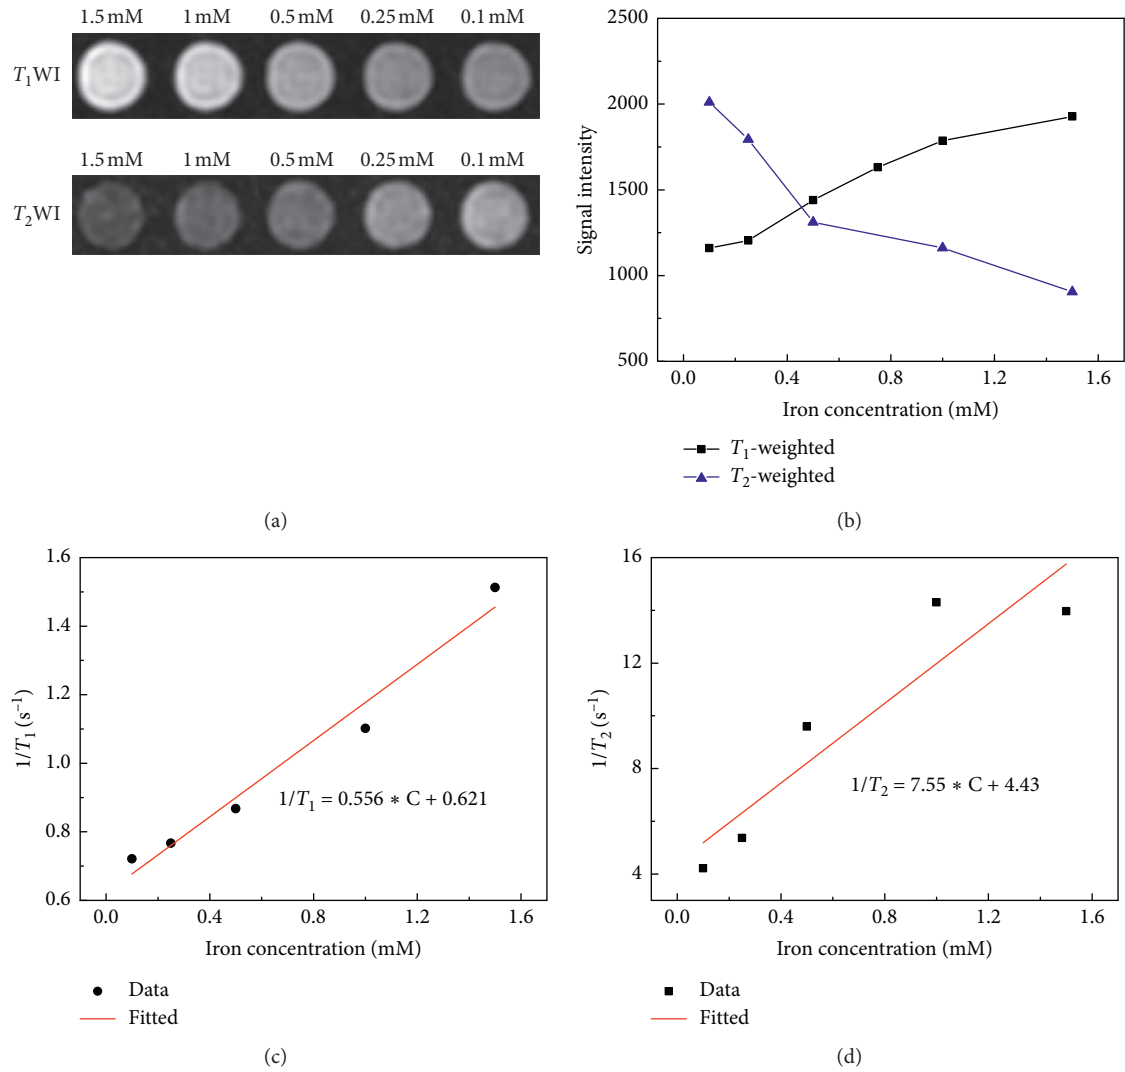 1.5 mM 1 mM 0.5 mM 0.25 mM 0.1 mM
T1WI
1.5 mM 1 mM 0.5 mM 0.25 mM 0.1 mM
T2WI
(a)
2500
2000
1500
1000
500
Signal intensity
0.0 0.4 0.8 1.2 1.6
Iron concentration (mM)
T1-weighted
T2-weighted
(b)
1.6
1.4
1.2
1.0
0.8
0.6
1/T1 (s−1)
1/T1 = 0.556 ∗ C + 0.621
0.0 0.4 0.8 1.2 1.6
Iron concentration (mM)
Data
Fitted
(c)
16
12
8
4
1/T2 (s−1)
1/T2 = 7.55 ∗ C + 4.43
0.0 0.4 0.8 1.2 1.6
Iron concentration (mM)
Data
Fitted
(d)